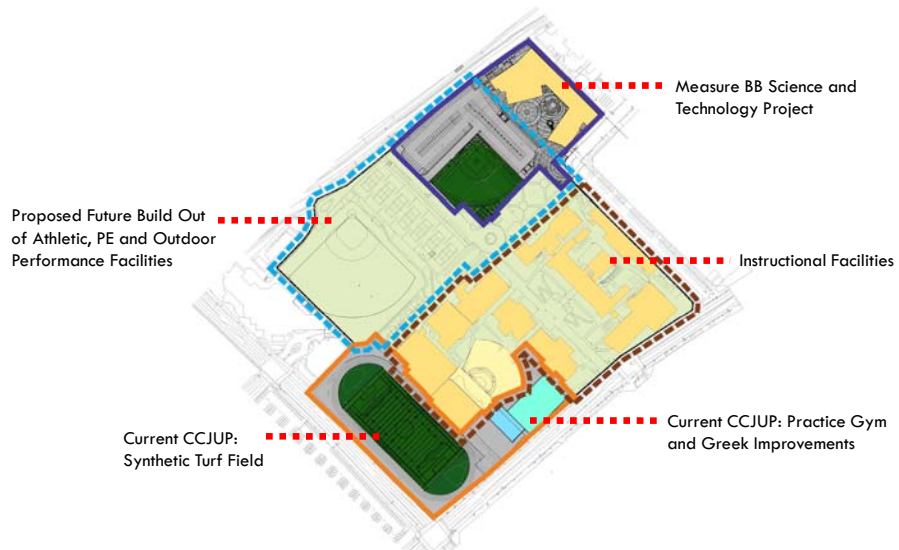 Measure BB Science and
Technology Project
Proposed Future Build Out
of Athletic, PE and Outdoor
Performance Facilities
Instructional Facilities
Current CCJUP:
Synthetic Turf Field
Current CCJUP: Practice Gym
and Greek Improvements